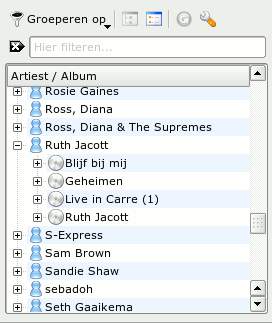 Groeperen op
Hier filteren...
Artiest / Album
Rosie Gaines
Ross, Diana
Ross, Diana & The Supremes
Ruth Jacott
Blijf bij mij
Geheimen
Live in Carre (1)
Ruth Jacott
S-Express
Sam Brown
Sandie Shaw
sebadoh
Seth Gaaikema